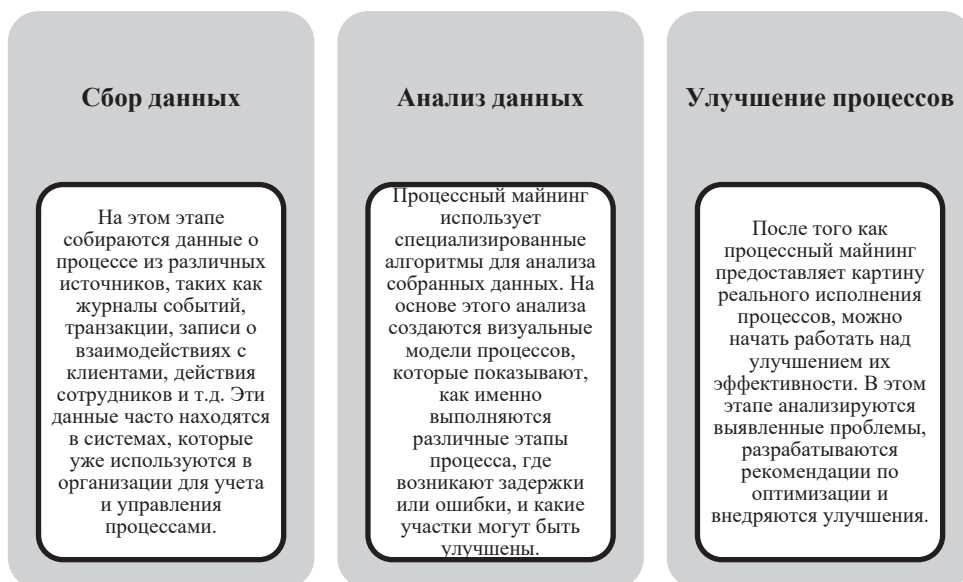 Сбор данных
На этом этапе
собираются данные о
процессе из различных
источников, таких как
журналы событий,
транзакции, записи о
взаимодействиях с
клиентами, действия
сотрудников и т.д. Эти
данные часто находятся
в системах, которые
уже используются в
организации для учета
и управления
процессами.
Анализ данных
Процессный майнинг
использует
специализированные
алгоритмы для анализа
собранных данных. На
основе этого анализа
создаются визуальные
модели процессов,
которые показывают,
как именно
выполняются
различные этапы
процесса, где
возникают задержки
или ошибки, и какие
участки могут быть
улучшены.
Улучшение процессов
После того как
процессный майнинг
предоставляет картину
реального исполнения
процессов, можно
начать работать над
улучшением их
эффективности. В этом
этапе анализируются
выявленные проблемы,
разрабатываются
рекомендации по
оптимизации и
внедряются улучшения.